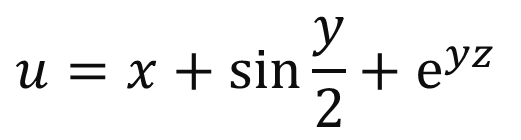 u = x + sin y/2 + e^{yz}